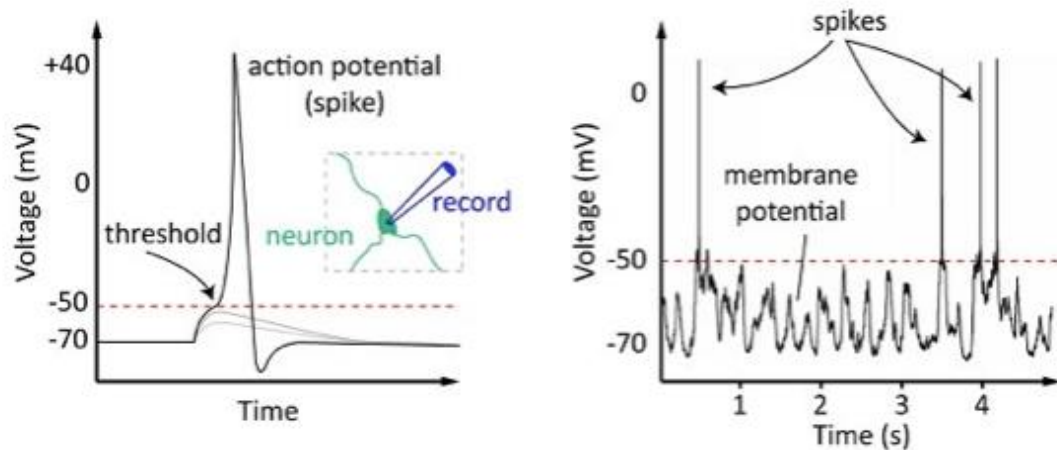 +40
0
-50
-70
Voltage (mV)
Time
action potential
(spike)
threshold
neuron
record
spikes
0
-50
-70
Voltage (mV)
membrane
potential
1 2 3 4
Time (s)